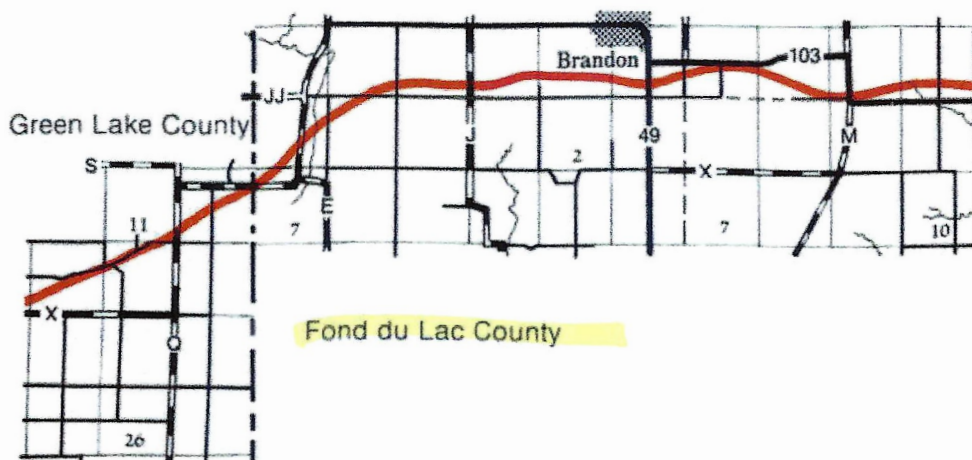 Brandon
103
JJ
Green Lake County
J
49
M
S
2
X
E
11
7
7
10
X
Fond du Lac County
Q
26